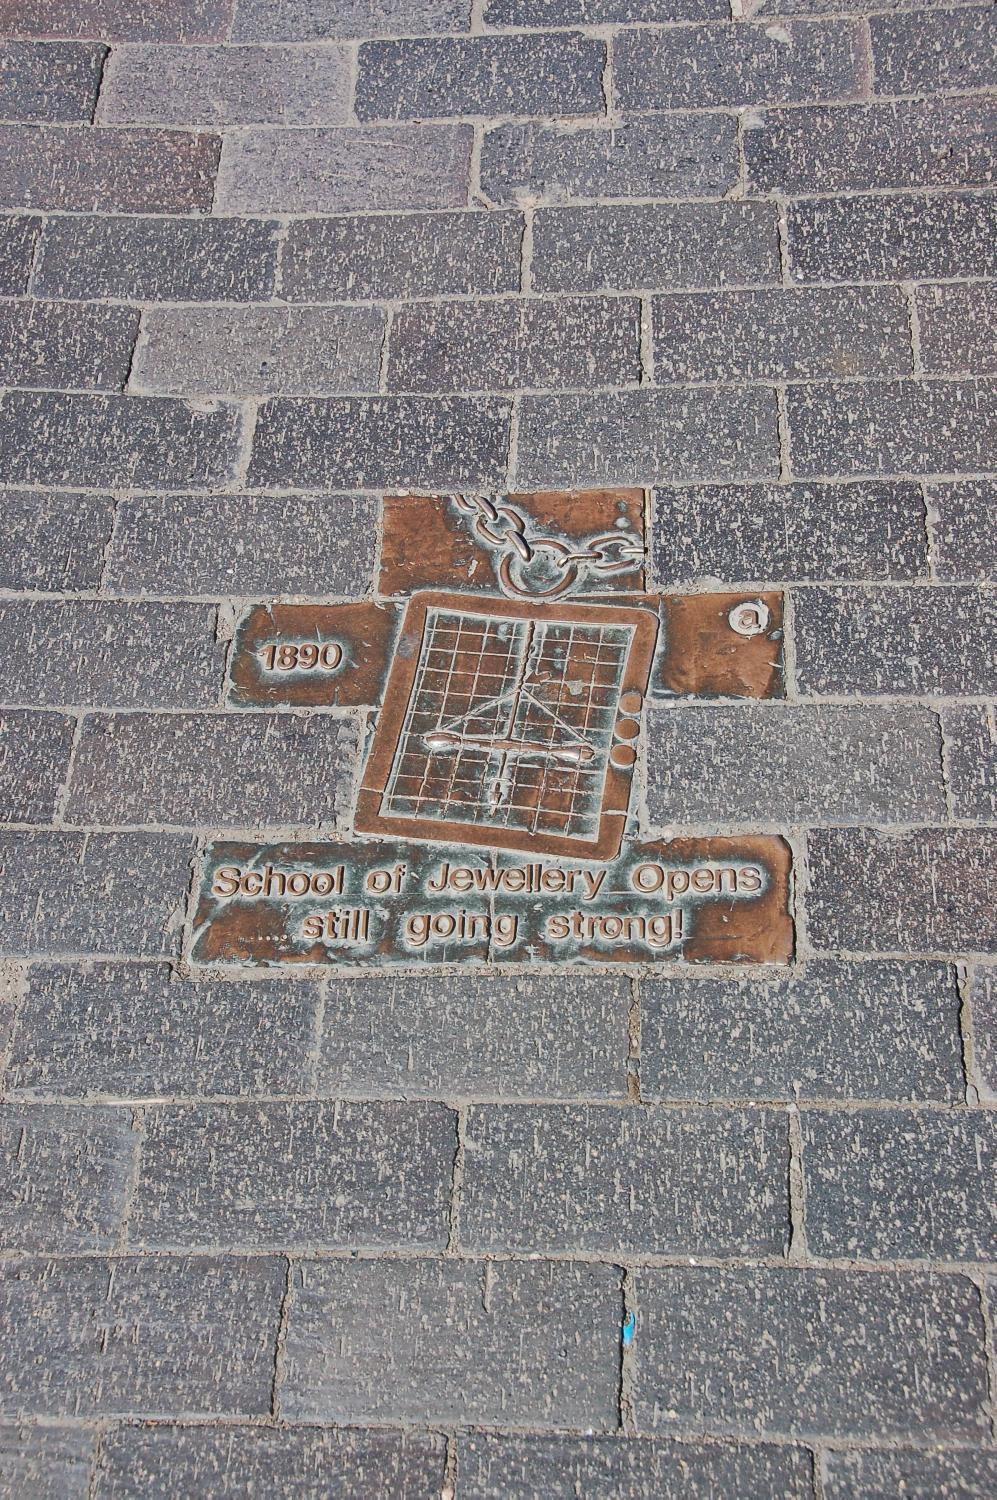 1890
a
School of Jewellery Opens
..... still going strong!